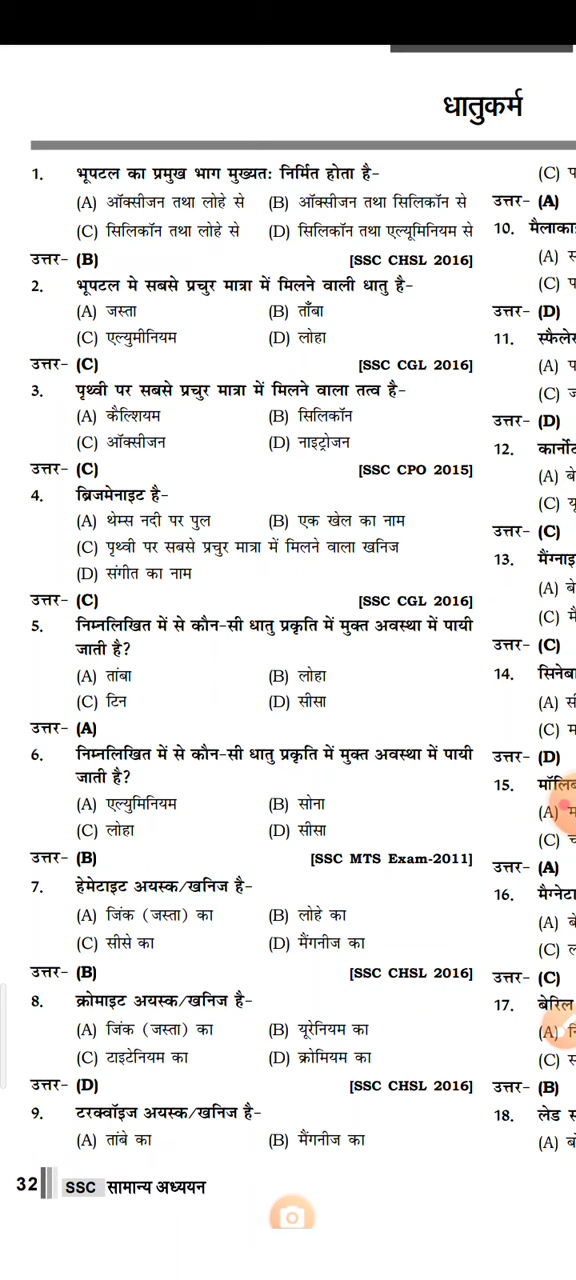 धातुकर्म
1. भूपटल का प्रमुख भाग मुख्यतः निर्मित होता है-
(A) ऑक्सीजन तथा लोहे से (B) ऑक्सीजन तथा सिलिकॉन से
(C) सिलिकॉन तथा लोहे से (D) सिलिकॉन तथा एल्यूमिनियम से
उत्तर- (B) [SSC CHSL 2016]
2. भूपटल मे सबसे प्रचुर मात्रा में मिलने वाली धातु है-
(A) जस्ता (B) ताँबा
(C) एल्युमीनियम (D) लोहा
उत्तर- (C) [SSC CGL 2016]
3. पृथ्वी पर सबसे प्रचुर मात्रा में मिलने वाला तत्व है-
(A) कैल्शियम (B) सिलिकॉन
(C) ऑक्सीजन (D) नाइट्रोजन
उत्तर- (C) [SSC CPO 2015]
4. ब्रिजमेनाइट है-
(A) थेम्स नदी पर पुल (B) एक खेल का नाम
(C) पृथ्वी पर सबसे प्रचुर मात्रा में मिलने वाला खनिज
(D) संगीत का नाम
उत्तर- (C) [SSC CGL 2016]
5. निम्नलिखित में से कौन-सी धातु प्रकृति में मुक्त अवस्था में पायी
जाती है?
(A) तांबा (B) लोहा
(C) टिन (D) सीसा
उत्तर- (A)
6. निम्नलिखित में से कौन-सी धातु प्रकृति में मुक्त अवस्था में पायी
जाती है?
(A) एल्युमिनियम (B) सोना
(C) लोहा (D) सीसा
उत्तर- (B) [SSC MTS Exam-2011]
7. हेमेटाइट अयस्क/खनिज है-
(A) जिंक (जस्ता) का (B) लोहे का
(C) सीसे का (D) मैंगनीज का
उत्तर- (B) [SSC CHSL 2016]
8. क्रोमाइट अयस्क/खनिज है-
(A) जिंक (जस्ता) का (B) यूरेनियम का
(C) टाइटेनियम का (D) क्रोमियम का
उत्तर- (D) [SSC CHSL 2016]
9. टरक्वॉइज अयस्क/खनिज है-
(A) तांबे का (B) मैंगनीज का
(C)
उत्तर- (A)
10.
(A)
(C)
उत्तर- (D)
11.
(A)
(C)
उत्तर- (D)
12.
(A) बे
(C) यू
उत्तर- (C)
13.
(A) बे
(C) मै
उत्तर- (C)
14.
(A) सी
(C)
उत्तर- (D)
15.
(A)
(C)
उत्तर- (A)
16.
(A) बे
(C)
उत्तर- (C)
17. बेरिल
(A)
(C)
उत्तर- (B)
18. लेड
(A)
32 SSC सामान्य अध्ययन